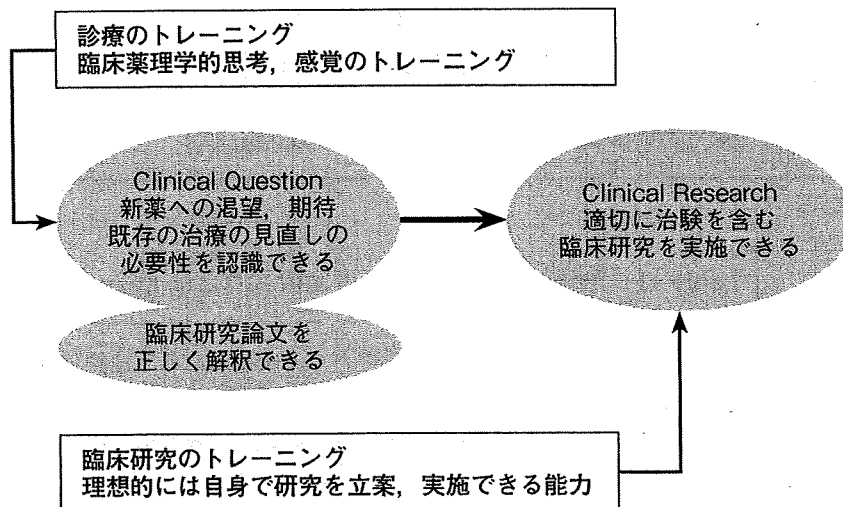 診療のトレーニング
臨床薬理学的思考，感覚のトレーニング
Clinical Question
新薬への渇望，期待
既存の治療の見直しの
必要性を認識できる
Clinical Research
適切に治験を含む
臨床研究を実施できる
臨床研究論文を
正しく解釈できる
臨床研究のトレーニング
理想的には自身で研究を立案，実施できる能力